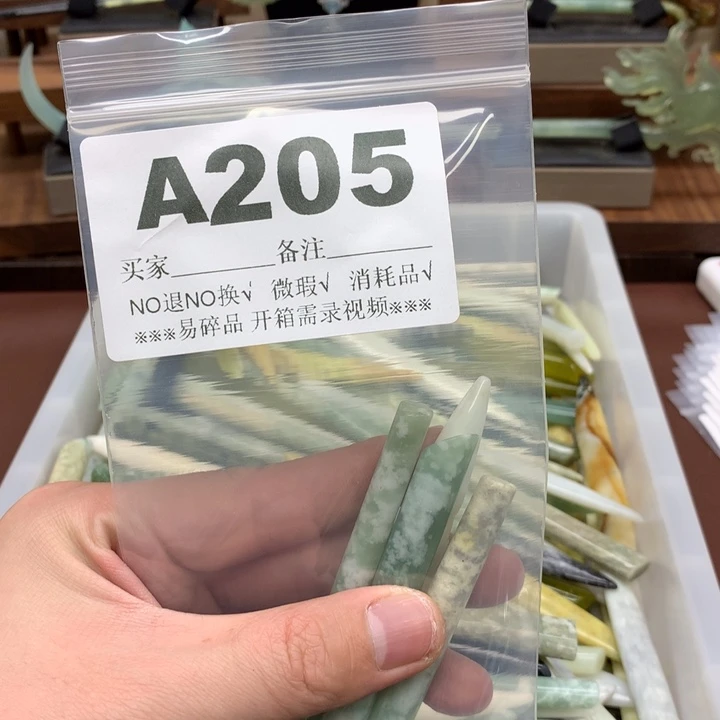 A205
买家________备注________
NO退NO换√ 微瑕√ 消耗品√
※※※易碎品 开箱需录视频※※※